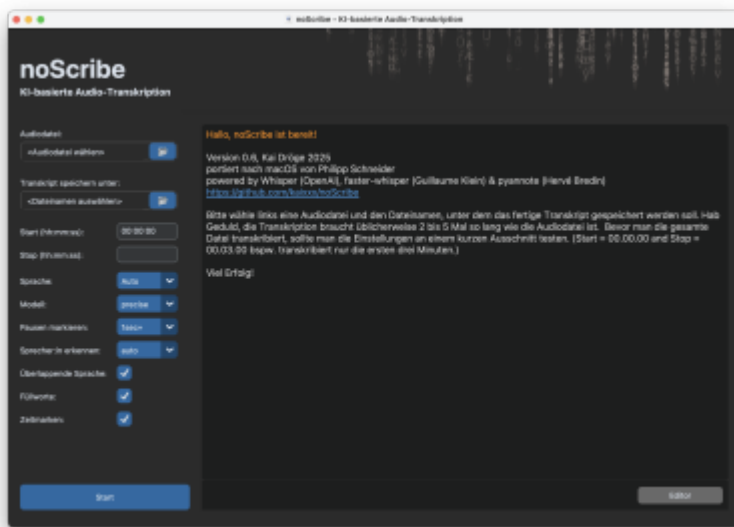 noScribe - KI-basierte Audio-Transkription
noScribe
KI-basierte Audio-Transkription
Audiodatei:
<Audiodatei wählen>
Transkript speichern unter:
<Dateinamen auswählen>
Start (hh:mm:ss):
00:00:00
Stop (hh:mm:ss):
Sprache:
Auto
Modell:
precise
Pausen markieren:
1sec+
Sprecher:in erkennen:
auto
Überlappende Sprache:
Füllworte:
Zeitmarken:
Start
Hallo, noScribe ist bereit!
Version 0.6, Kai Dröge 2025
portiert nach macOS von Philipp Schneider
powered by Whisper (OpenAI), faster-whisper (Guillaume Klein) & pyannote (Hervé Bredin)
https://github.com/kaixxx/noScribe
Bitte wähle links eine Audiodatei und den Dateinamen, unter dem das fertige Transkript gespeichert werden soll. Hab
Geduld, die Transkription braucht üblicherweise 2 bis 5 Mal so lang wie die Audiodatei ist. Bevor man die gesamte
Datei transkribiert, sollte man die Einstellungen an einem kurzen Ausschnitt testen. (Start = 00.00.00 and Stop =
00.03.00 bspw. transkribiert nur die ersten drei Minuten.)
Viel Erfolg!
Editor